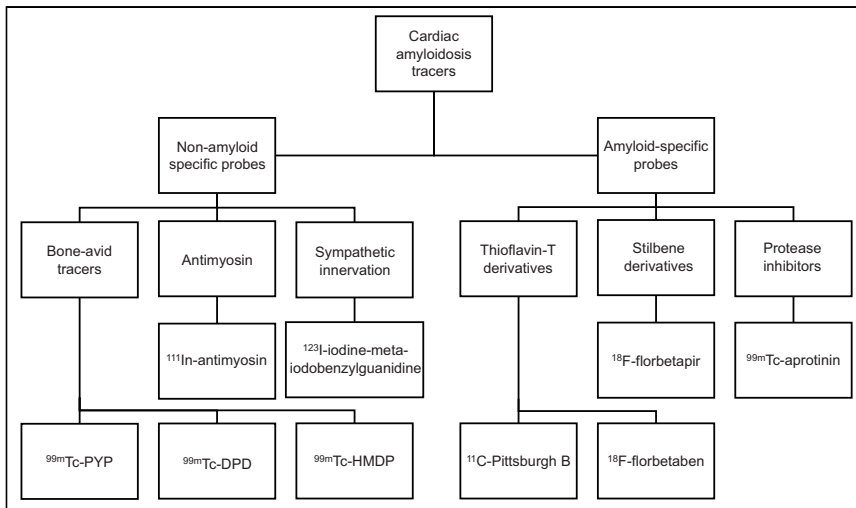 Cardiac
amyloidosis
tracers
Non-amyloid
specific probes
Amyloid-specific
probes
Bone-avid
tracers
Antimyosin
Sympathetic
innervation
Thioflavin-T
derivatives
Stilbene
derivatives
Protease
inhibitors
¹¹¹In-antimyosin
¹²³I-iodine-meta-
iodobenzylguanidine
¹⁸F-florbetapir
⁹⁹ᵐTc-aprotinin
⁹⁹ᵐTc-PYP
⁹⁹ᵐTc-DPD
⁹⁹ᵐTc-HMDP
¹¹C-Pittsburgh B
¹⁸F-florbetaben